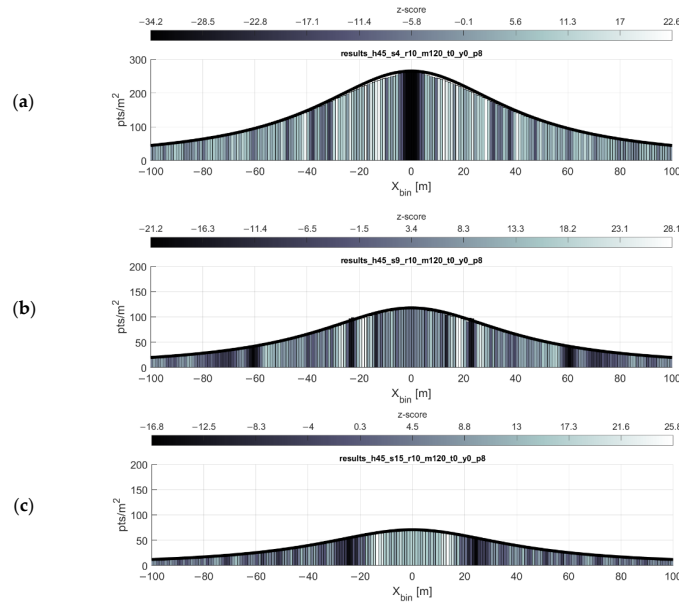 z-score
−34.2 −28.5 −22.8 −17.1 −11.4 −5.8 −0.1 5.6 11.3 17 22.6
results_h45_s4_r10_m120_t0_y0_p8
(a)
pts/m²
300
200
100
0
−100 −80 −60 −40 −20 0 20 40 60 80 100
X_bin [m]
z-score
−21.2 −16.3 −11.4 −6.5 −1.5 3.4 8.3 13.3 18.2 23.1 28.1
results_h45_s9_r10_m120_t0_y0_p8
(b)
pts/m²
200
150
100
50
0
−100 −80 −60 −40 −20 0 20 40 60 80 100
X_bin [m]
z-score
−16.8 −12.5 −8.3 −4 0.3 4.5 8.8 13 17.3 21.6 25.8
results_h45_s15_r10_m120_t0_y0_p8
(c)
pts/m²
200
150
100
50
0
−100 −80 −60 −40 −20 0 20 40 60 80 100
X_bin [m]